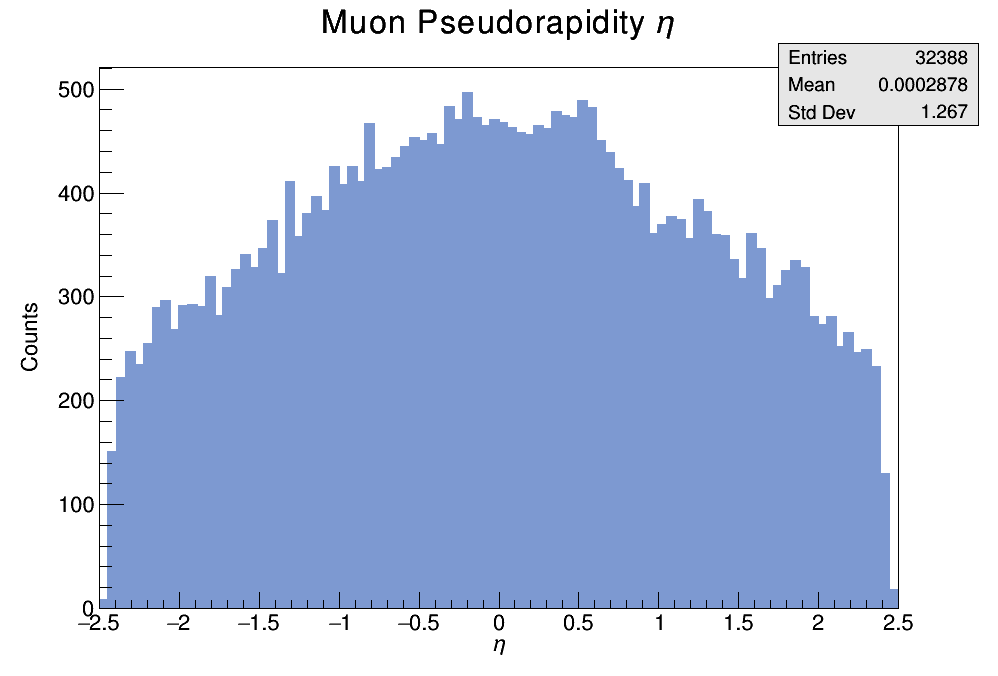 Muon Pseudorapidity η
Entries 32388
Mean 0.0002878
Std Dev 1.267
500
400
300
200
100
0
Counts
−2.5 −2 −1.5 −1 −0.5 0 0.5 1 1.5 2 2.5
η